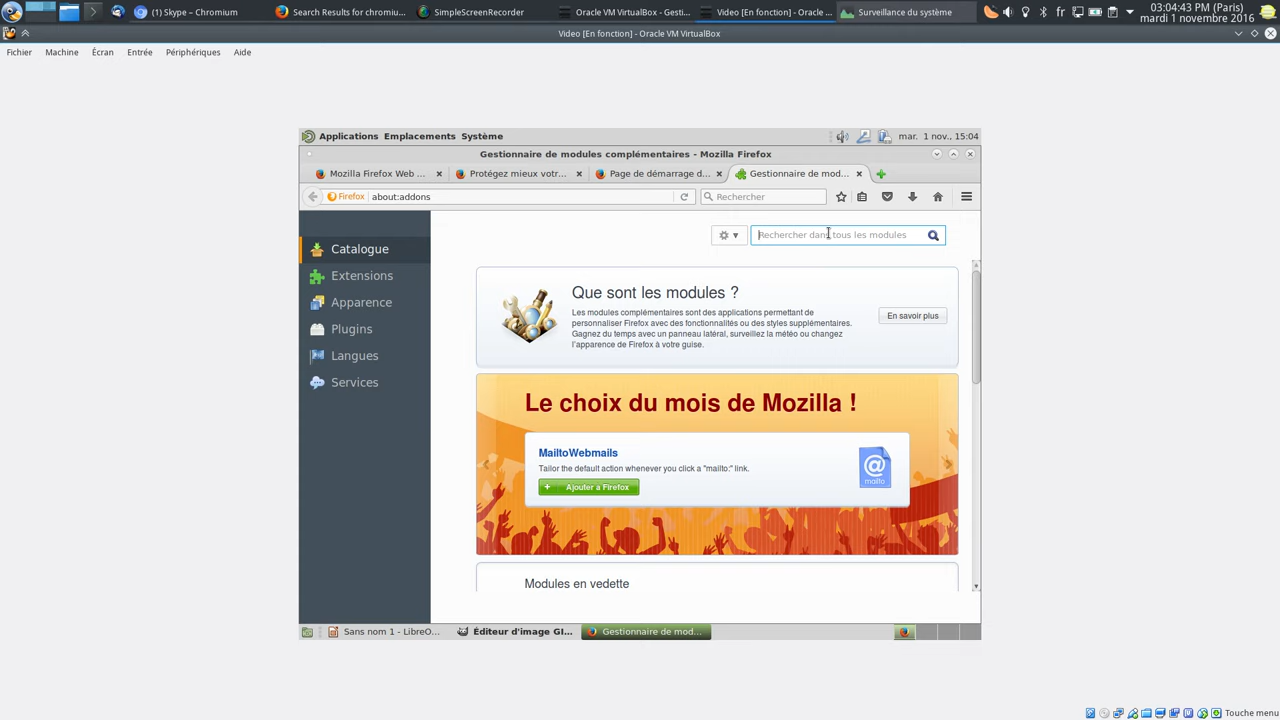 (1) Skype - Chromium
Search Results for chromiu...
SimpleScreenRecorder
Oracle VM VirtualBox - Gesti...
Video [En fonction] - Oracle ...
Surveillance du système
fr
03:04:43 PM (Paris)
mardi 1 novembre 2016
Video [En fonction] - Oracle VM VirtualBox
Fichier Machine Écran Entrée Périphériques Aide
Applications Emplacements Système
mar. 1 nov., 15:04
Gestionnaire de modules complémentaires - Mozilla Firefox
Mozilla Firefox Web ...
Protégez mieux votr...
Page de démarrage d...
Gestionnaire de mod...
Firefox
about:addons
Rechercher
Rechercher dans tous les modules
Catalogue
Extensions
Apparence
Plugins
Langues
Services
Que sont les modules ?
Les modules complémentaires sont des applications permettant de
personnaliser Firefox avec des fonctionnalités ou des styles supplémentaires.
Gagnez du temps avec un panneau latéral, surveillez la météo ou changez
l'apparence de Firefox à votre guise.
En savoir plus
Le choix du mois de Mozilla !
MailtoWebmails
Tailor the default action whenever you click a "mailto:" link.
+ Ajouter à Firefox
@
mailto
Modules en vedette
Sans nom 1 - LibreO...
Éditeur d'image GI...
Gestionnaire de mod...
Touche menu